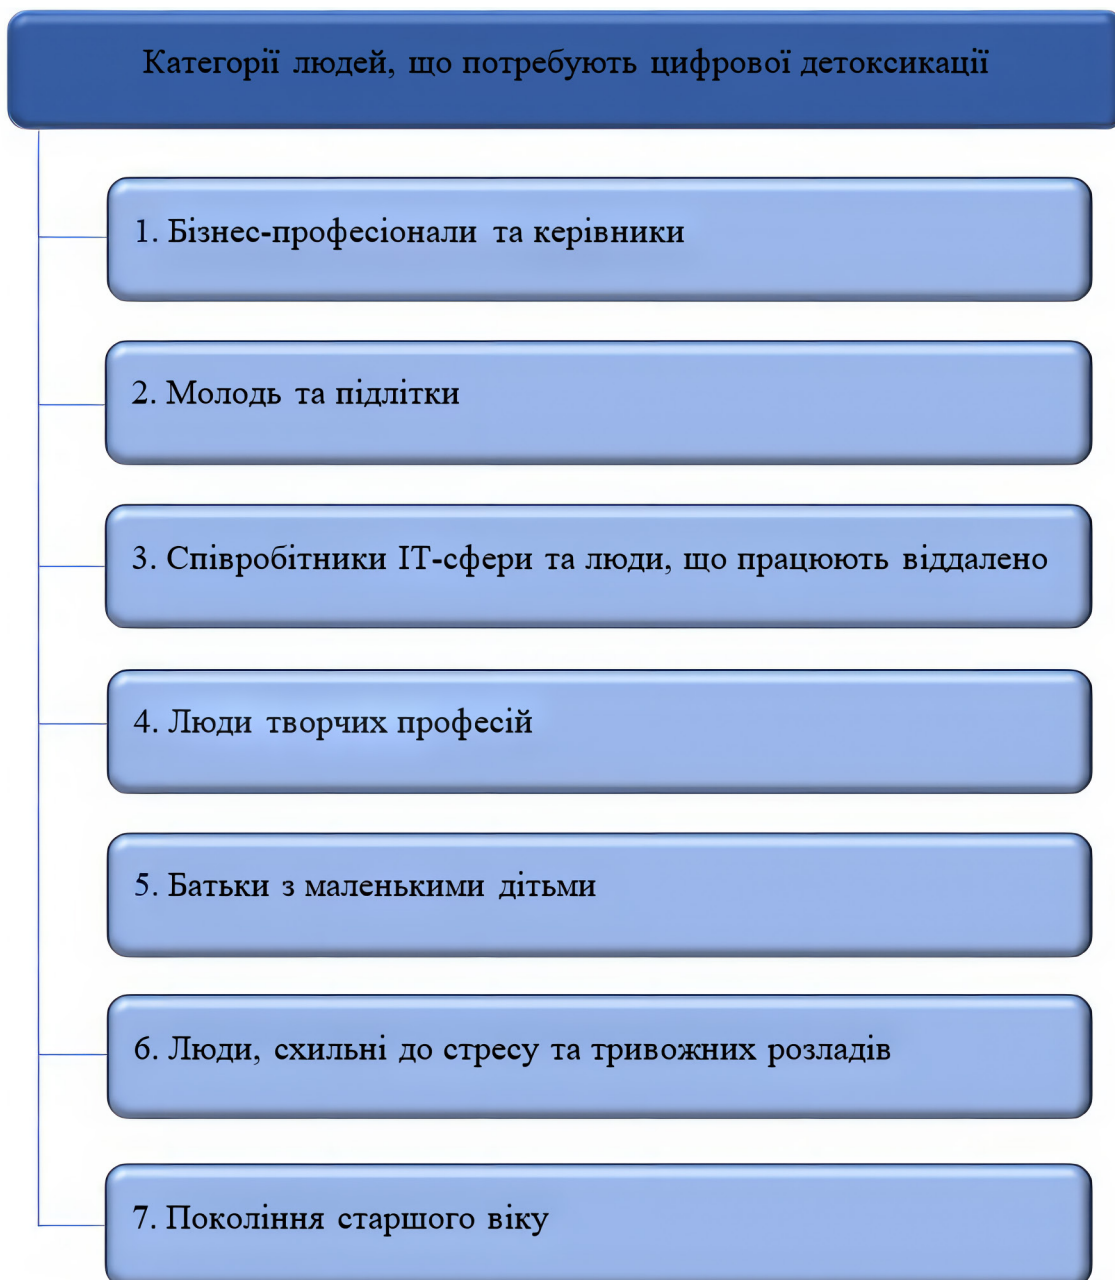 Категорії людей, що потребують цифрової детоксикації
1. Бізнес-професіонали та керівники
2. Молодь та підлітки
3. Співробітники ІТ-сфери та люди, що працюють віддалено
4. Люди творчих професій
5. Батьки з маленькими дітьми
6. Люди, схильні до стресу та тривожних розладів
7. Покоління старшого віку